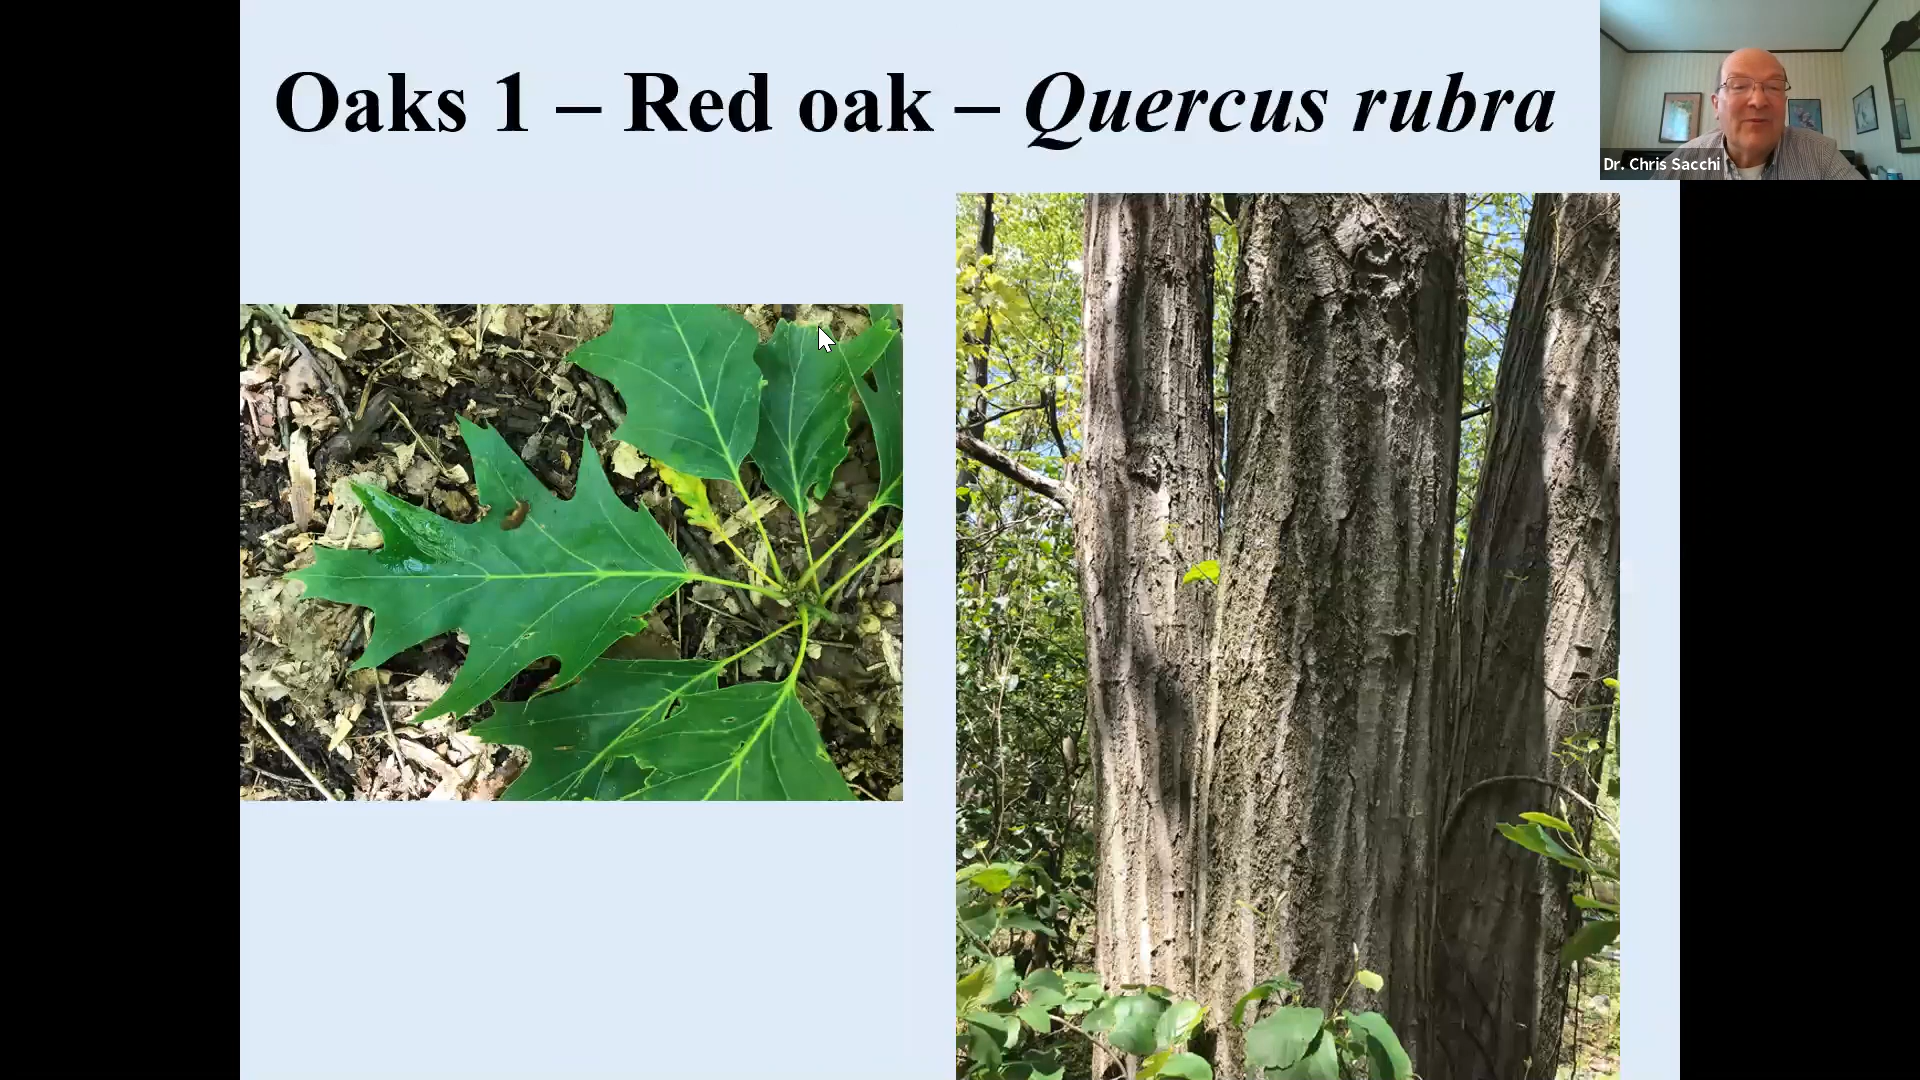 Oaks 1 – Red oak – Quercus rubra
Dr. Chris Sacchi